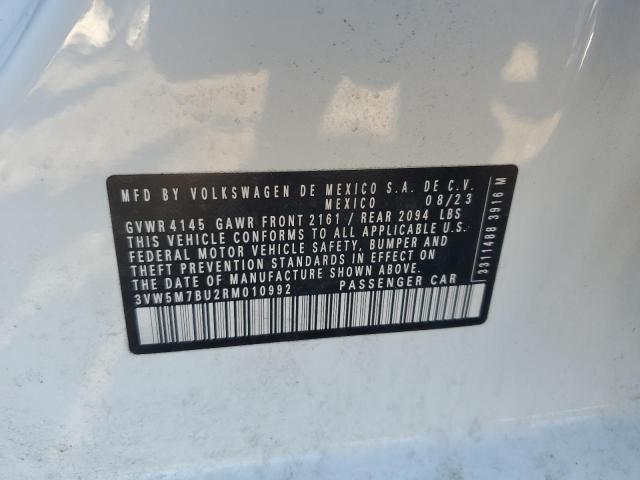 MFD BY VOLKSWAGEN DE MEXICO S.A. DE C.V.
MEXICO 08/23
GVWR 4145 GAWR FRONT 2161 / REAR 2094 LBS
THIS VEHICLE CONFORMS TO ALL APPLICABLE U.S.
FEDERAL MOTOR VEHICLE SAFETY, BUMPER AND
THEFT PREVENTION STANDARDS IN EFFECT ON
THE DATE OF MANUFACTURE SHOWN ABOVE.
3VW5M7BU2RM010992 PASSENGER CAR
3311488 3916 M